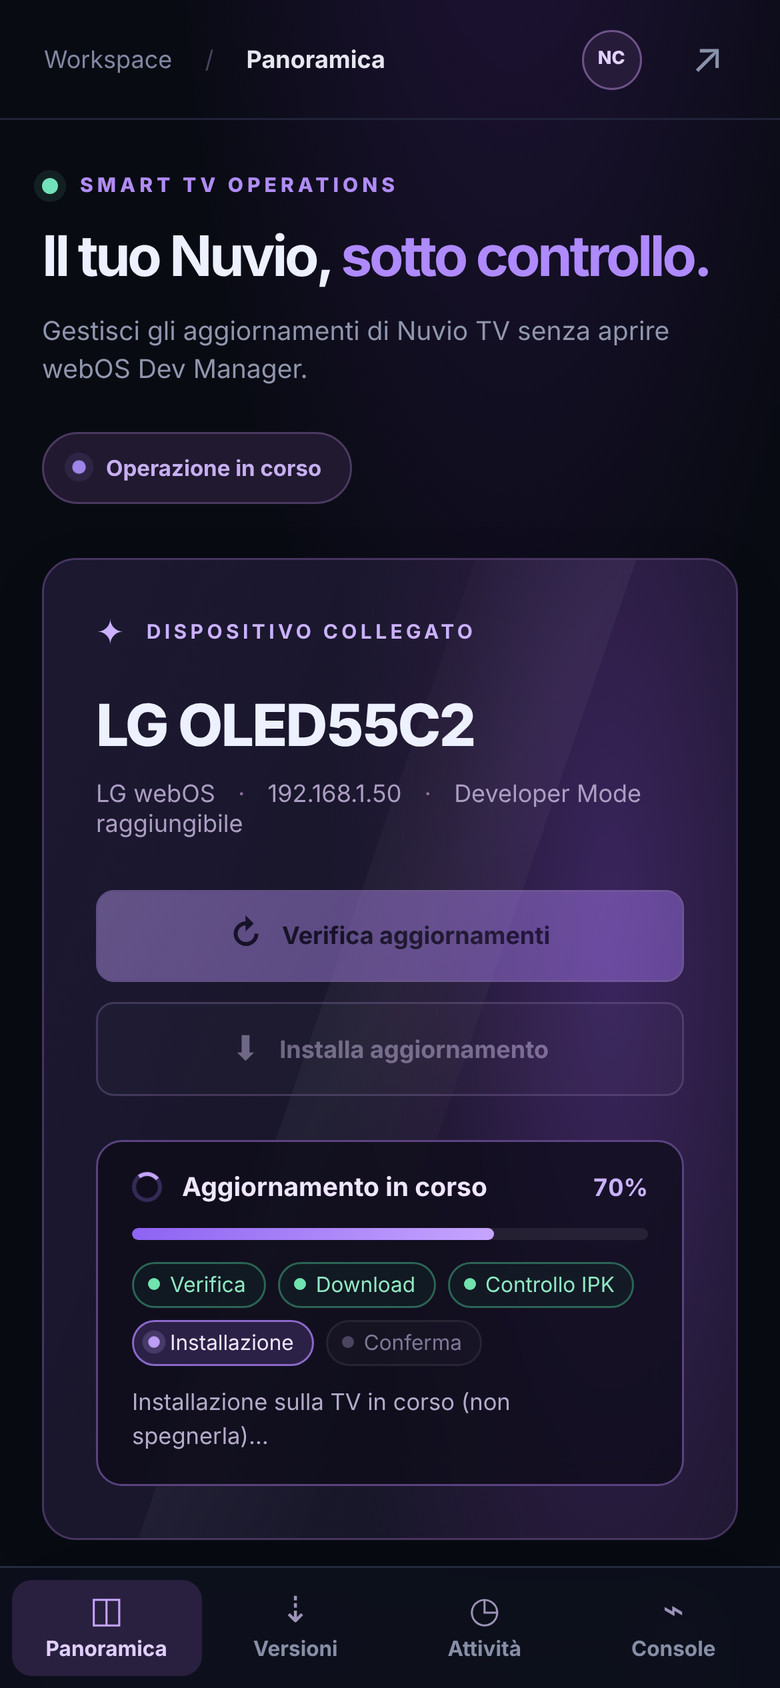 Workspace / Panoramica NC
SMART TV OPERATIONS
Il tuo Nuvio, sotto controllo.
Gestisci gli aggiornamenti di Nuvio TV senza aprire
webOS Dev Manager.
Operazione in corso
DISPOSITIVO COLLEGATO
LG OLED55C2
LG webOS · 192.168.1.50 · Developer Mode
raggiungibile
Verifica aggiornamenti
Installa aggiornamento
Aggiornamento in corso 70%
Verifica Download Controllo IPK
Installazione Conferma
Installazione sulla TV in corso (non
spegnerla)...
Panoramica Versioni Attività Console